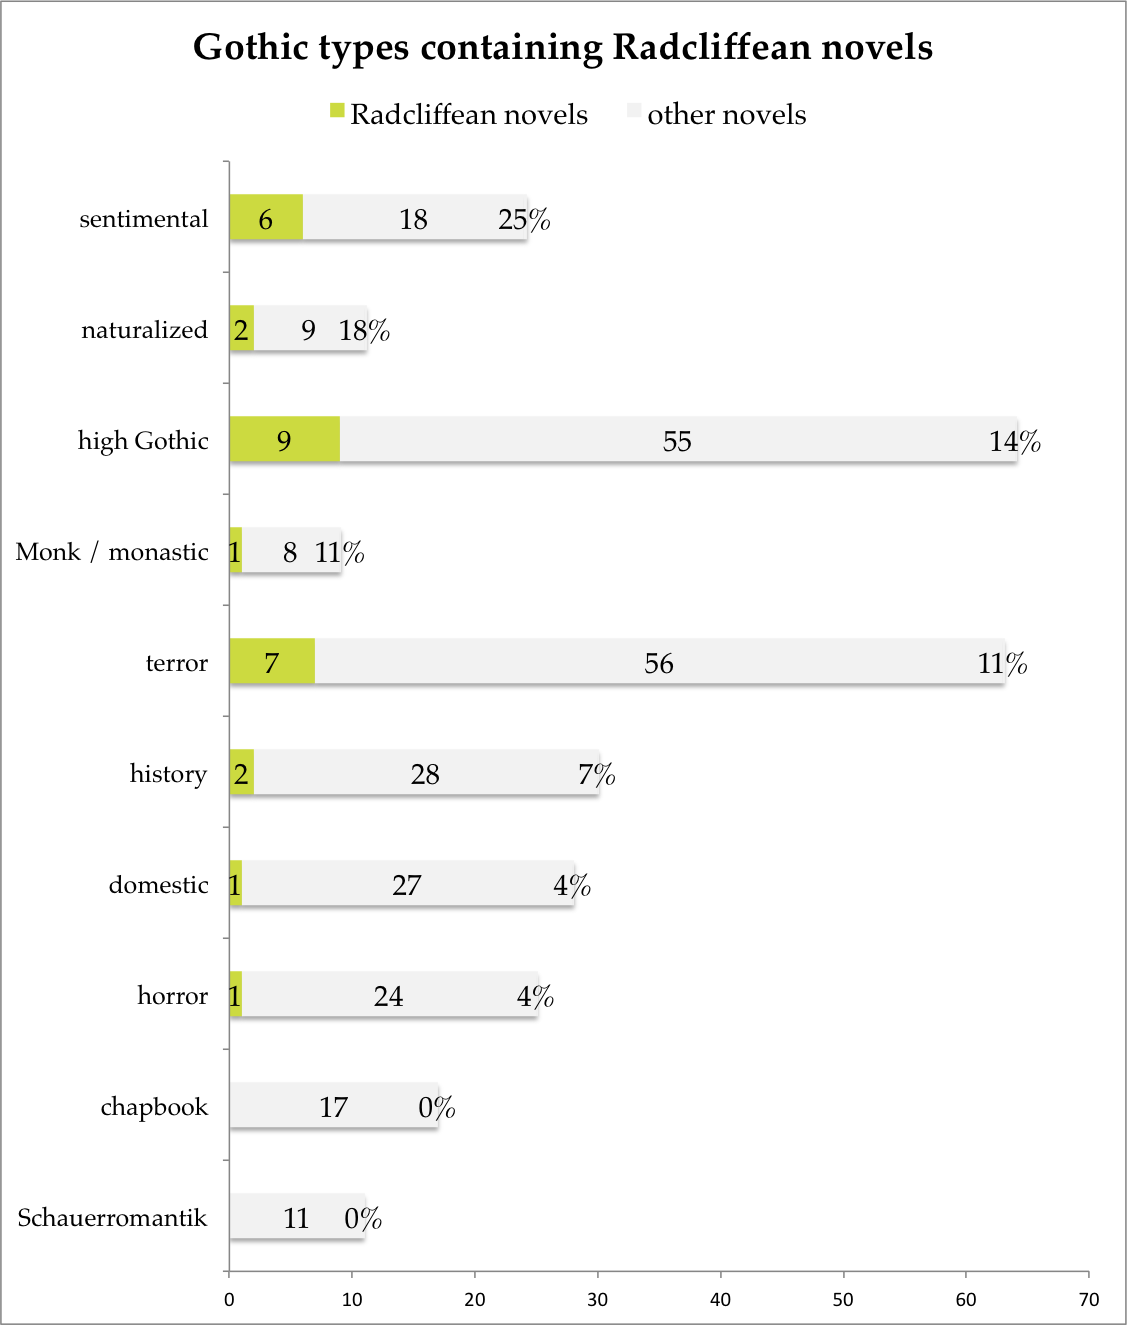 Gothic types containing Radcliffean novels
Radcliffean novels other novels
sentimental 6 18 25%
naturalized 2 9 18%
high Gothic 9 55 14%
Monk / monastic 1 8 11%
terror 7 56 11%
history 2 28 7%
domestic 1 27 4%
horror 1 24 4%
chapbook 17 0%
Schauerromantik 11 0%
0 10 20 30 40 50 60 70